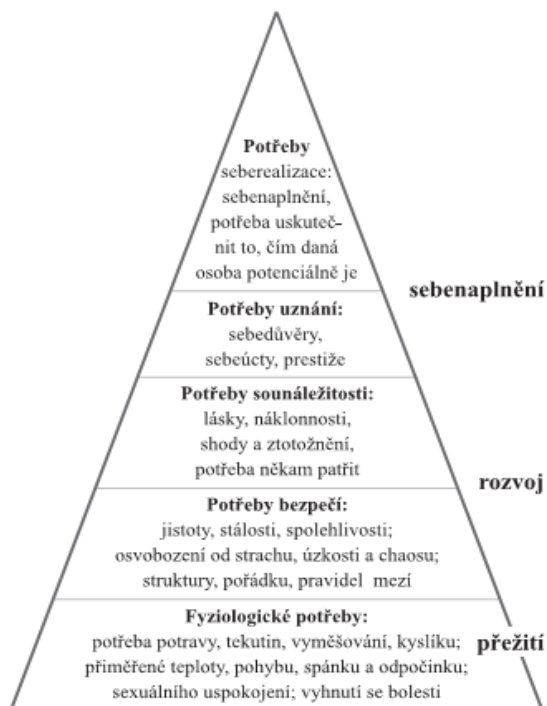 Potřeby
seberealizace:
sebenaplnění,
potřeba uskuteč-
nit to, čím daná
osoba potenciálně je
sebenaplnění
Potřeby uznání:
sebedůvěry,
sebeúcty, prestiže
Potřeby sounáležitosti:
lásky, náklonnosti,
shody a ztotožnění,
potřeba někam patřit
rozvoj
Potřeby bezpečí:
jistoty, stálosti, spolehlivosti;
osvobození od strachu, úzkosti a chaosu;
struktury, pořádku, pravidel mezí
Fyziologické potřeby:
potřeba potravy, tekutin, vyměšování, kyslíku;
přežití
přiměřené teploty, pohybu, spánku a odpočinku;
sexuálního uspokojení; vyhnutí se bolesti